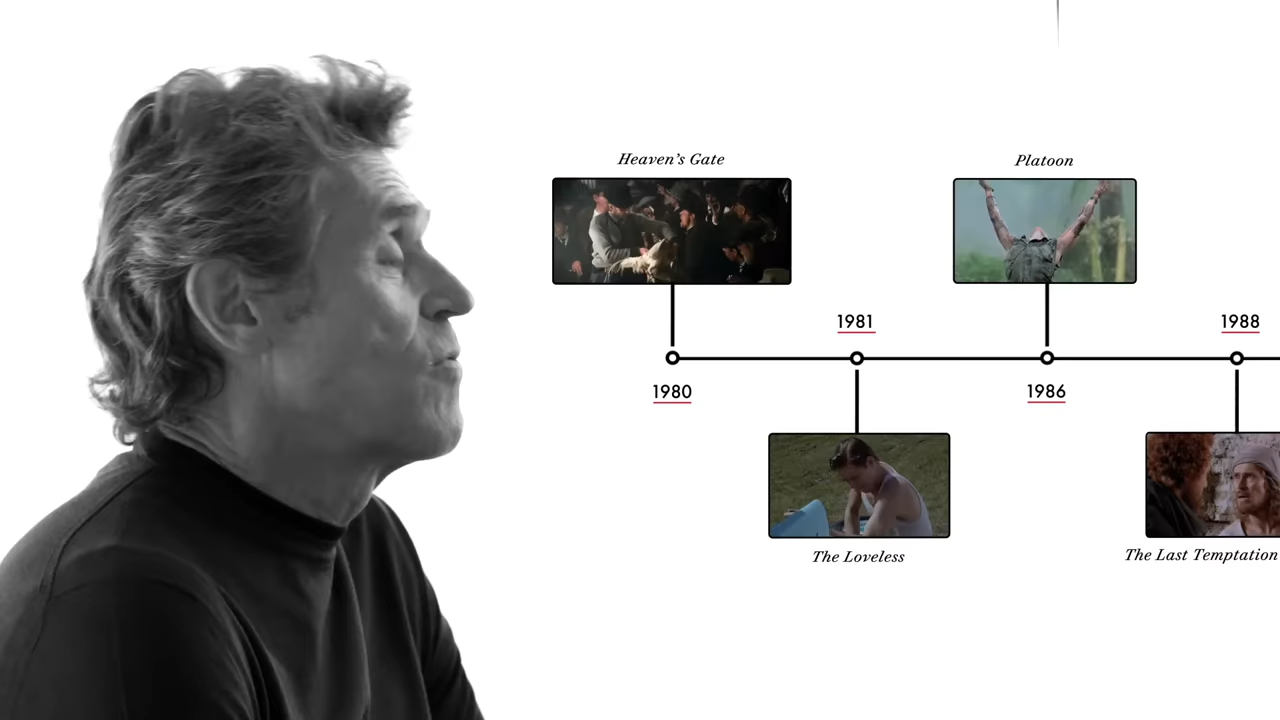 Heaven's Gate
Platoon
1981
1988
1980
1986
The Loveless
The Last Temptation